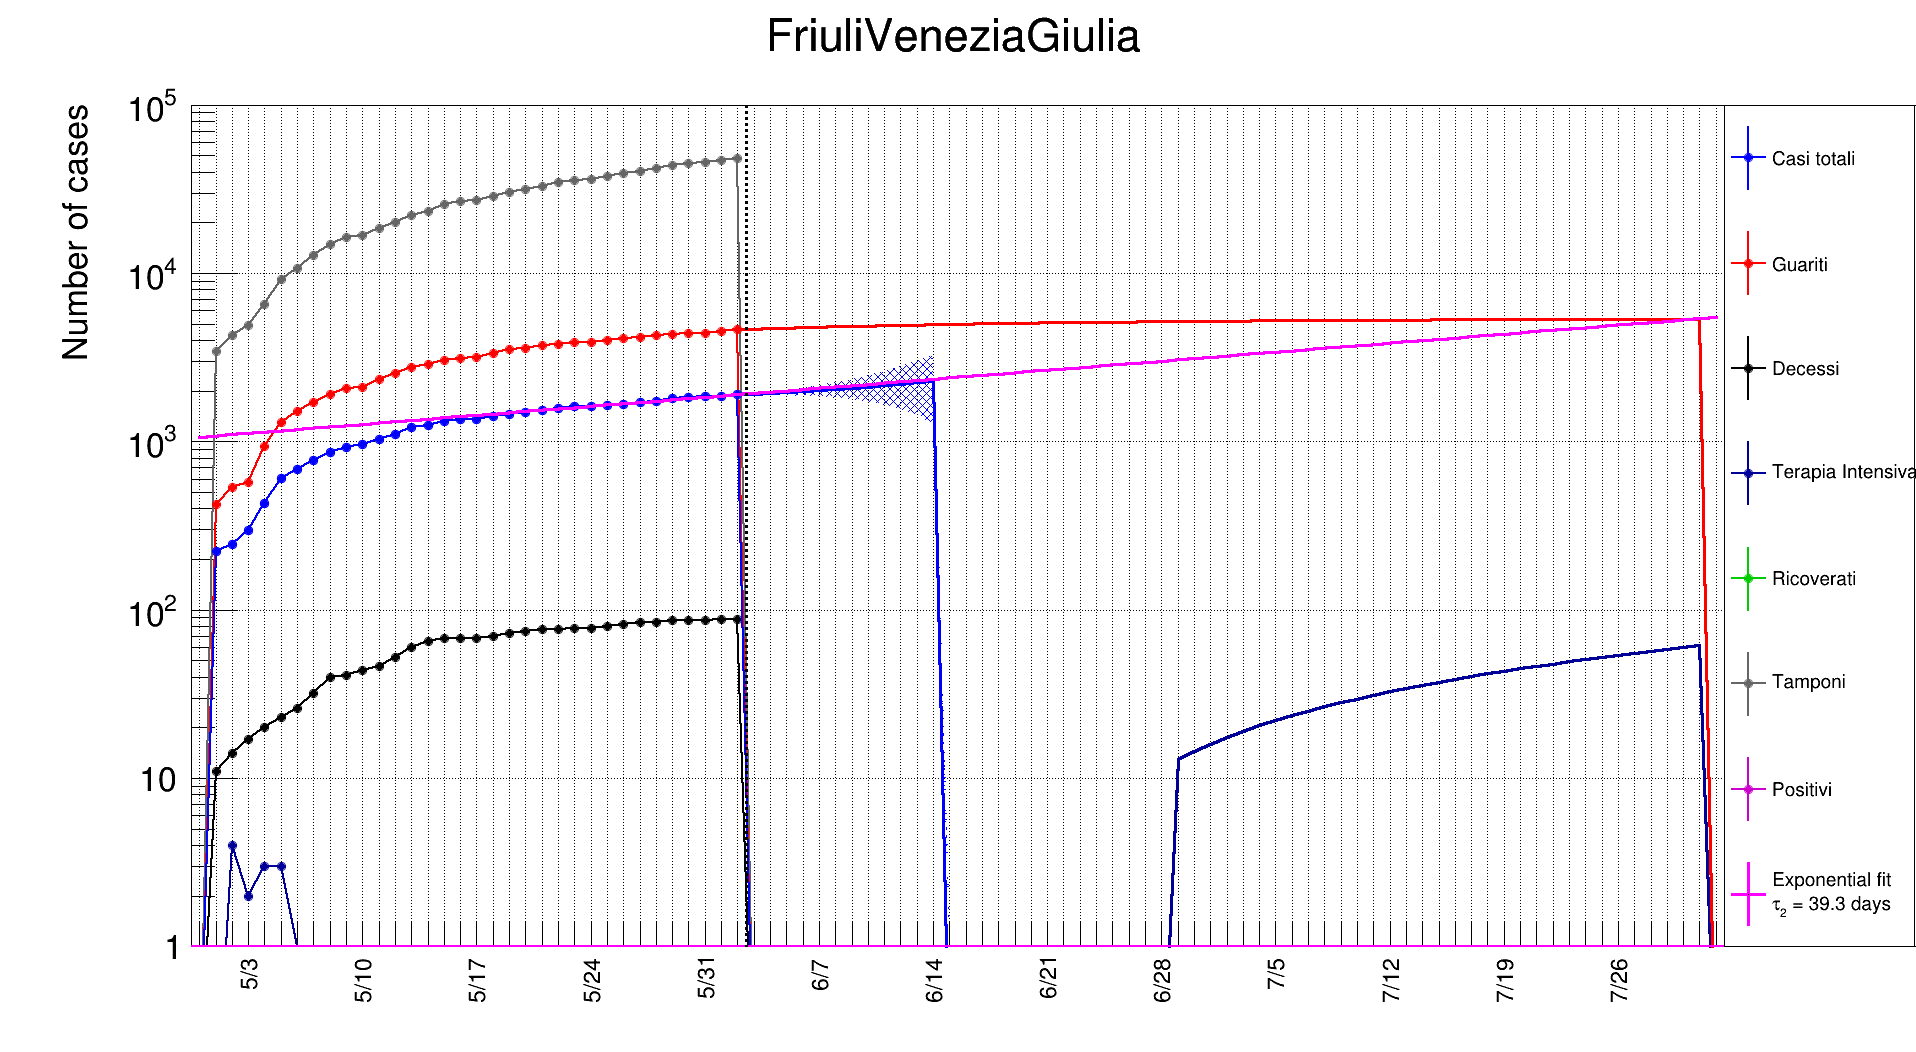 FriuliVeneziaGiulia
Number of cases
10^5
10^4
10^3
10^2
10
1
5/3
5/10
5/17
5/24
5/31
6/7
6/14
6/21
6/28
7/5
7/12
7/19
7/26
Casi totali
Guariti
Decessi
Terapia Intensiva
Ricoverati
Tamponi
Positivi
Exponential fit
τ_2 = 39.3 days